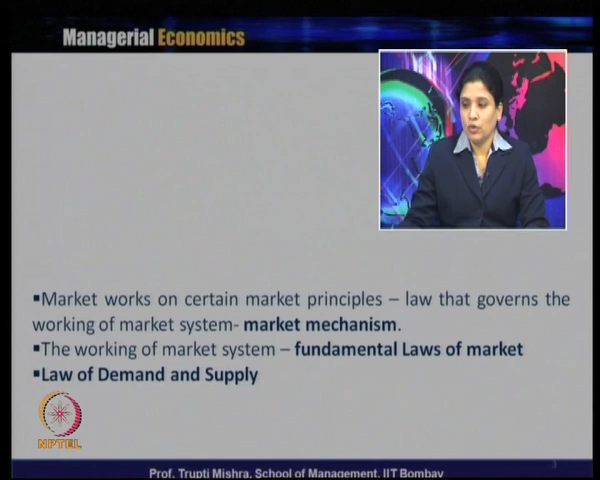 Managerial Economics
▪Market works on certain market principles – law that governs the
working of market system- market mechanism.
▪The working of market system – fundamental Laws of market
▪Law of Demand and Supply
NPTEL
3
Prof. Trupti Mishra, School of Management, IIT Bombay